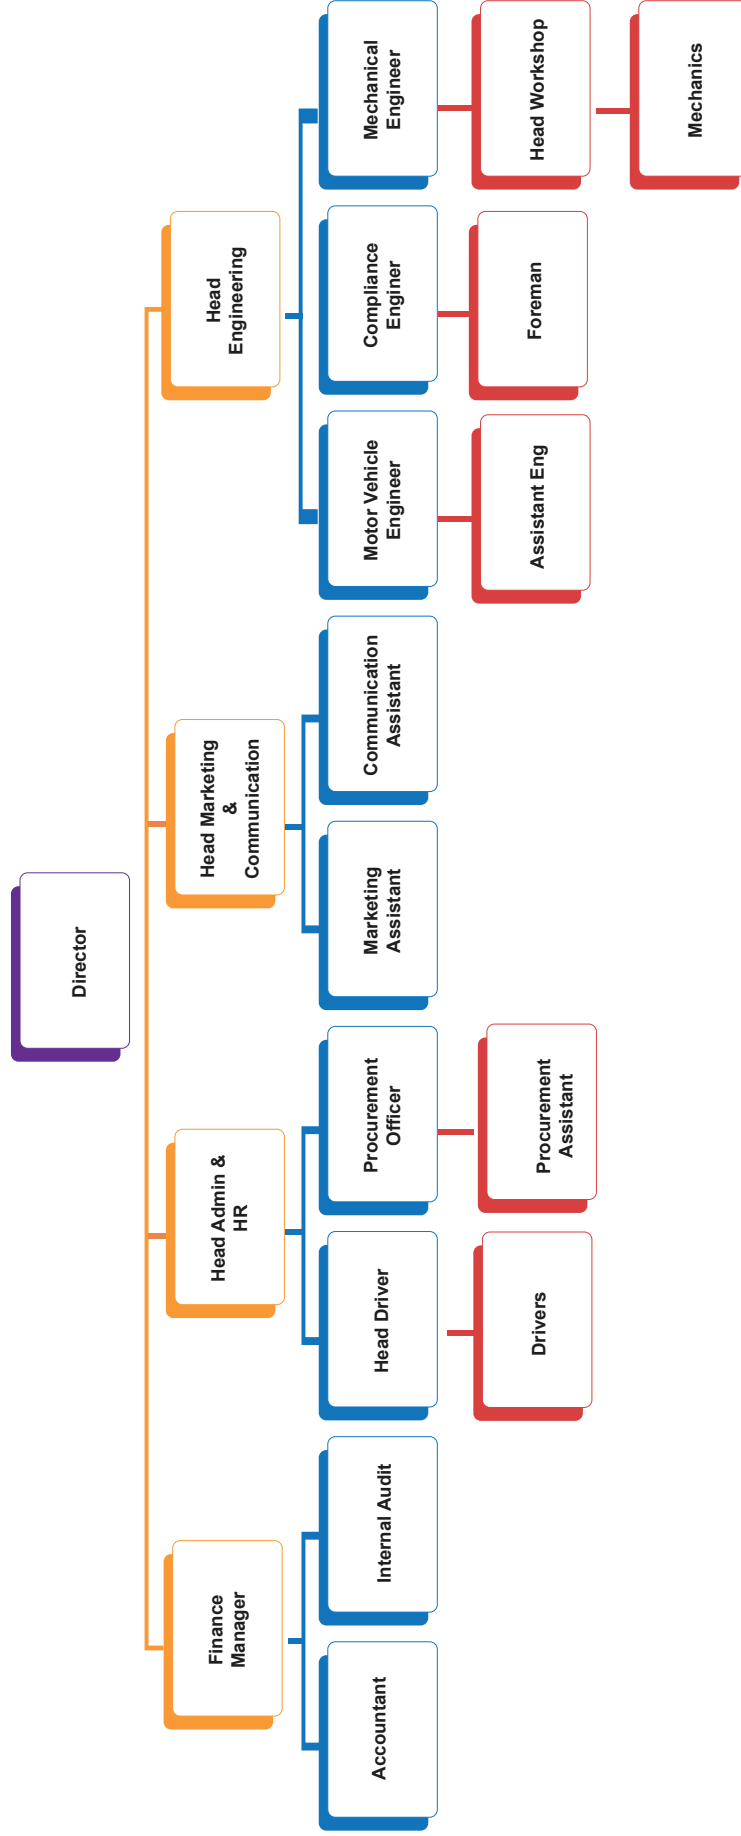 Director
Finance
Manager
Head Admin &
HR
Head Marketing
&
Communication
Head
Engineering
Accountant
Internal Audit
Head Driver
Procurement
Officer
Marketing
Assistant
Communication
Assistant
Motor Vehicle
Engineer
Compliance
Enginer
Mechanical
Engineer
Drivers
Procurement
Assistant
Assistant Eng
Foreman
Head Workshop
Mechanics